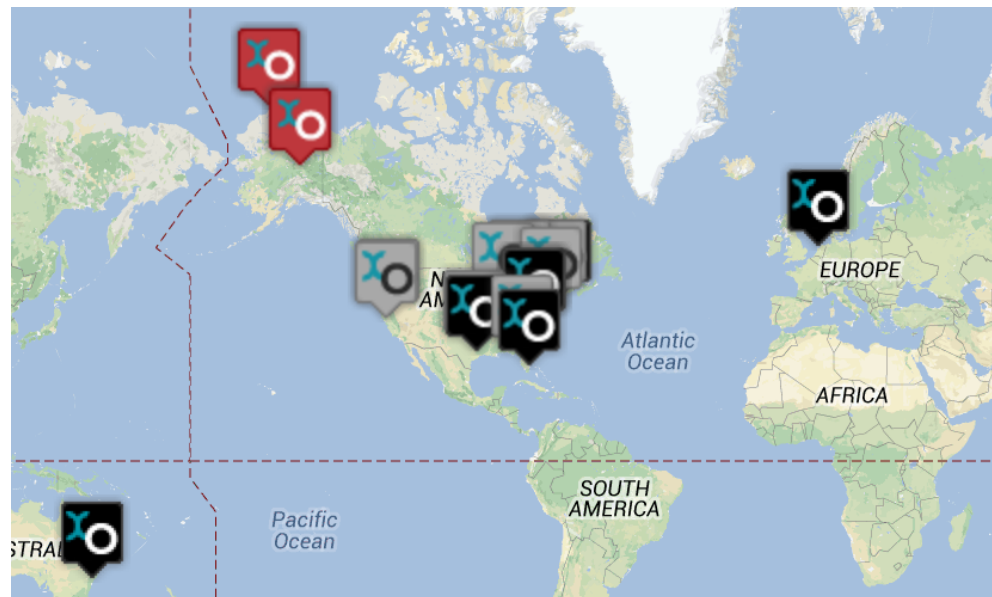 EUROPE
Atlantic
Ocean
AFRICA
SOUTH
AMERICA
Pacific
Ocean